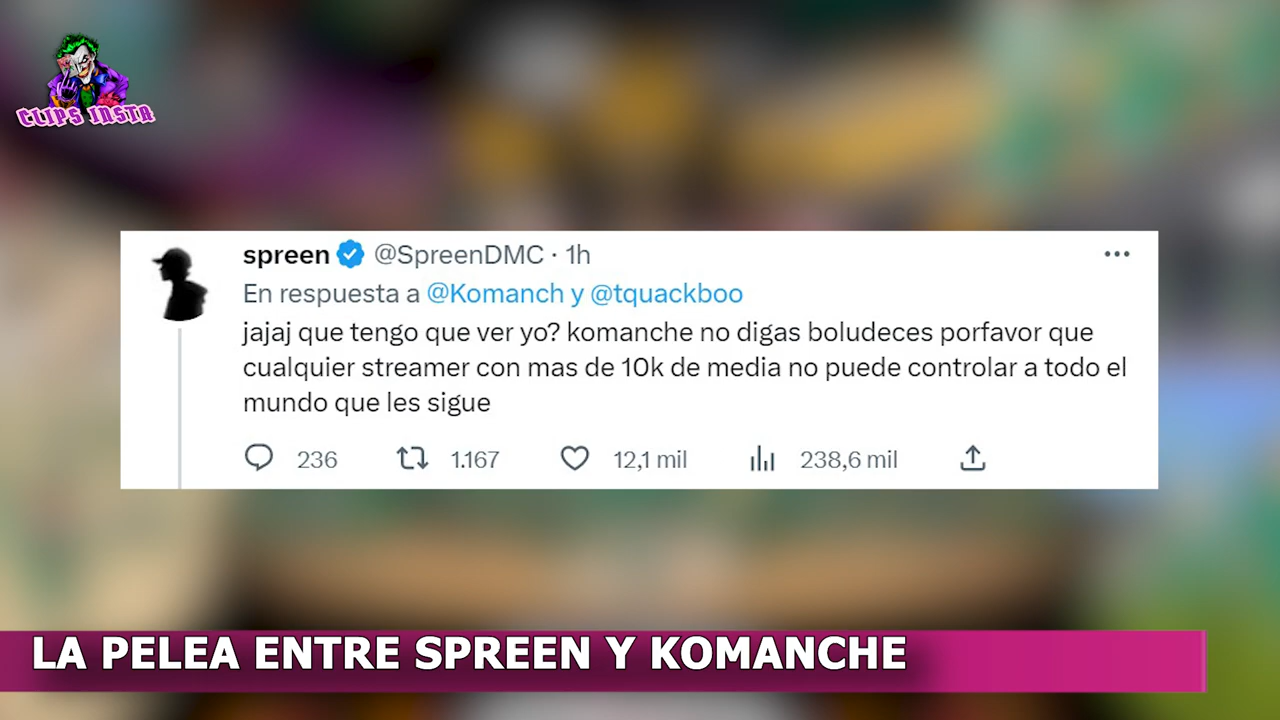 CLIPS INSTA
spreen @SpreenDMC · 1h
En respuesta a @Komanch y @tquackboo
jajaj que tengo que ver yo? komanche no digas boludeces porfavor que
cualquier streamer con mas de 10k de media no puede controlar a todo el
mundo que les sigue
236 1.167 12,1 mil 238,6 mil
LA PELEA ENTRE SPREEN Y KOMANCHE